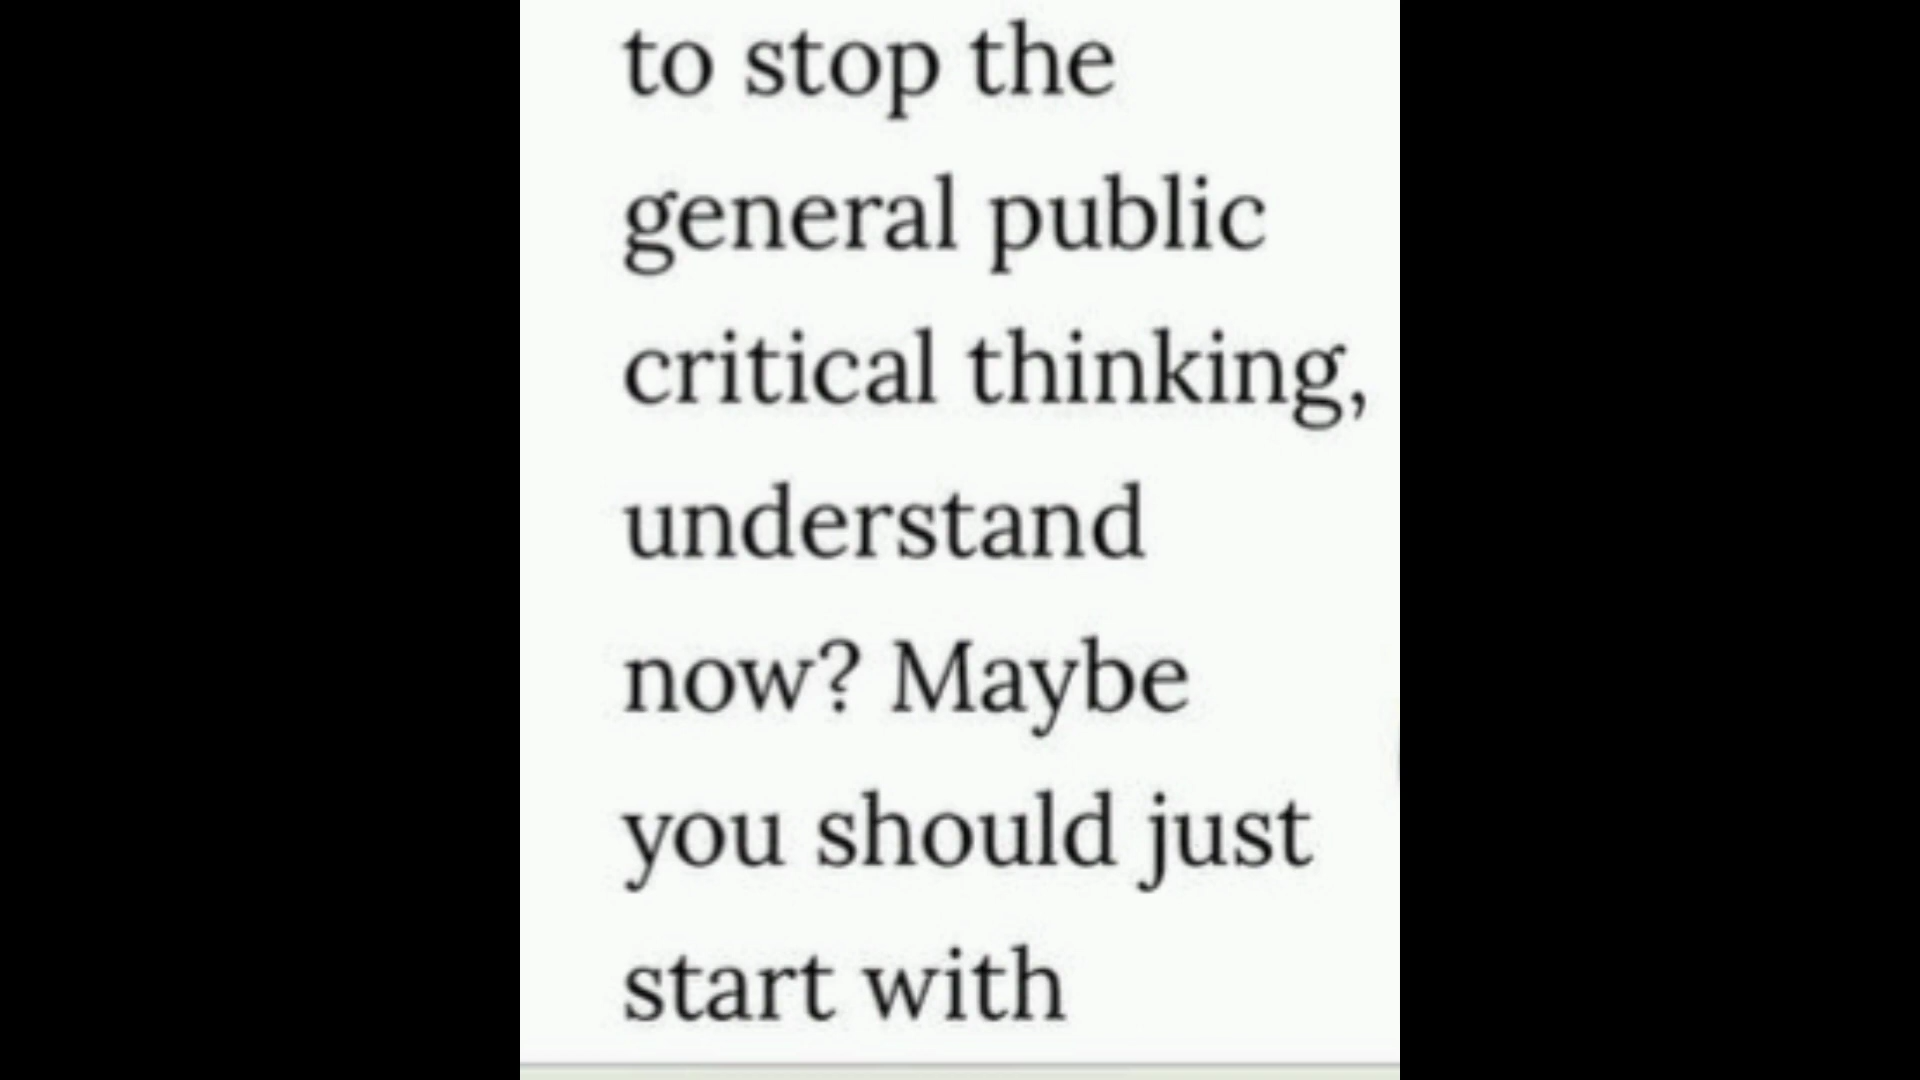 to stop the
general public
critical thinking,
understand
now? Maybe
you should just
start with